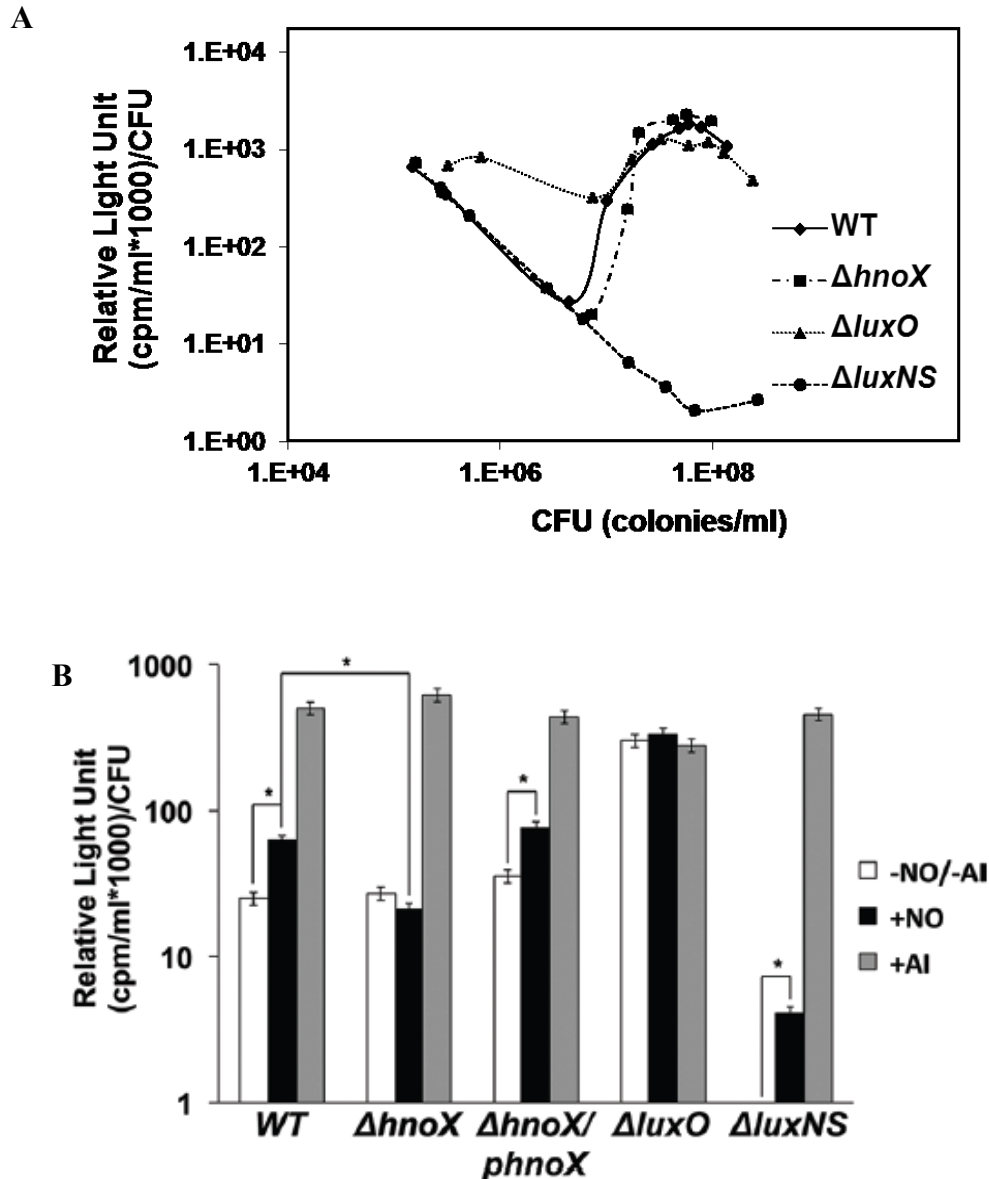 A
Relative Light Unit
(cpm/ml*1000)/CFU
1.E+04
1.E+03
1.E+02
1.E+01
1.E+00
1.E+04
1.E+06
1.E+08
CFU (colonies/ml)
WT
ΔhnoX
ΔluxO
ΔluxNS
B
Relative Light Unit
(cpm/ml*1000)/CFU
1000
100
10
1
*
*
*
*
WT
ΔhnoX
ΔhnoX/
phnoX
ΔluxO
ΔluxNS
-NO/-AI
+NO
+AI